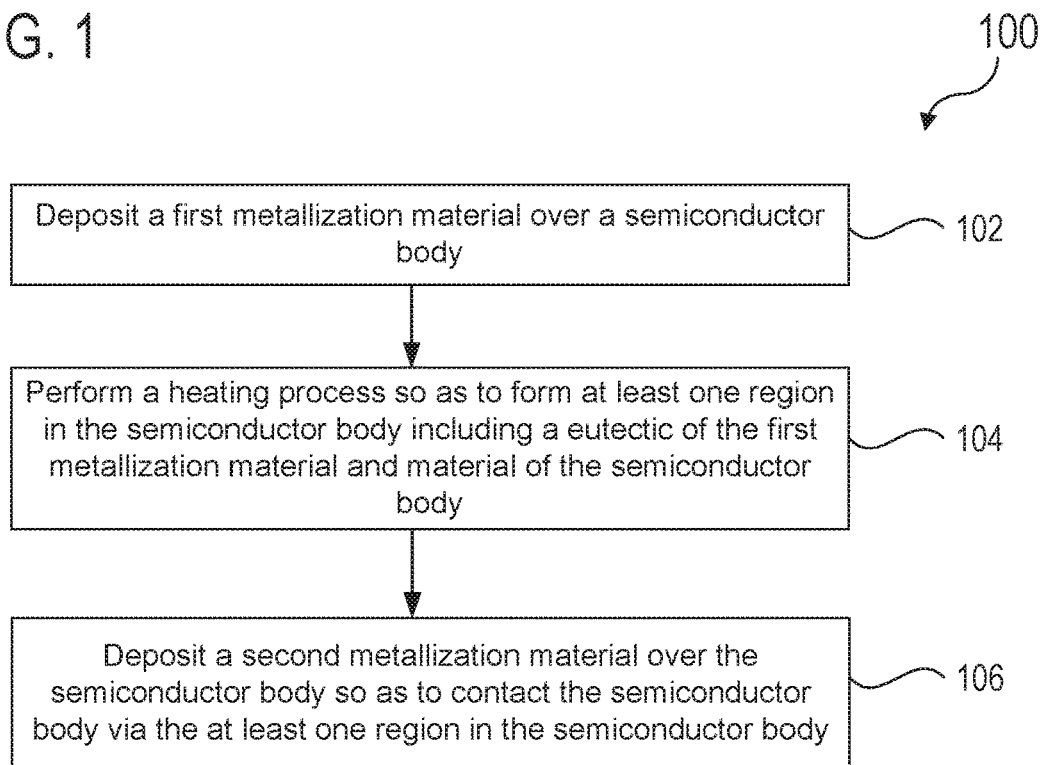 G. 1
100
Deposit a first metallization material over a semiconductor
body
102
Perform a heating process so as to form at least one region
in the semiconductor body including a eutectic of the first
metallization material and material of the semiconductor
body
104
Deposit a second metallization material over the
semiconductor body so as to contact the semiconductor
body via the at least one region in the semiconductor body
106